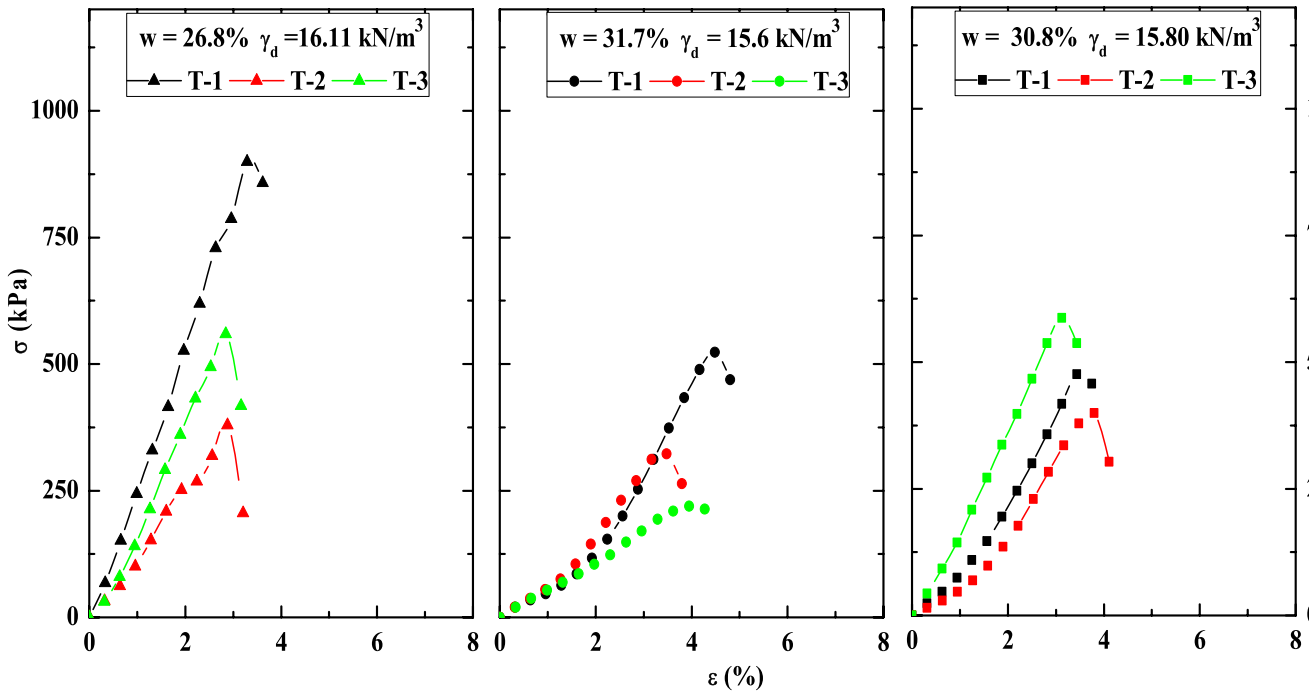 w = 26.8% γd =16.11 kN/m3
T-1 T-2 T-3
w = 31.7% γd = 15.6 kN/m3
T-1 T-2 T-3
w = 30.8% γd = 15.80 kN/m3
T-1 T-2 T-3
1000
750
500
250
0
σ (kPa)
0 2 4 6 8
0 2 4 6 8
0 2 4 6 8
ε (%)